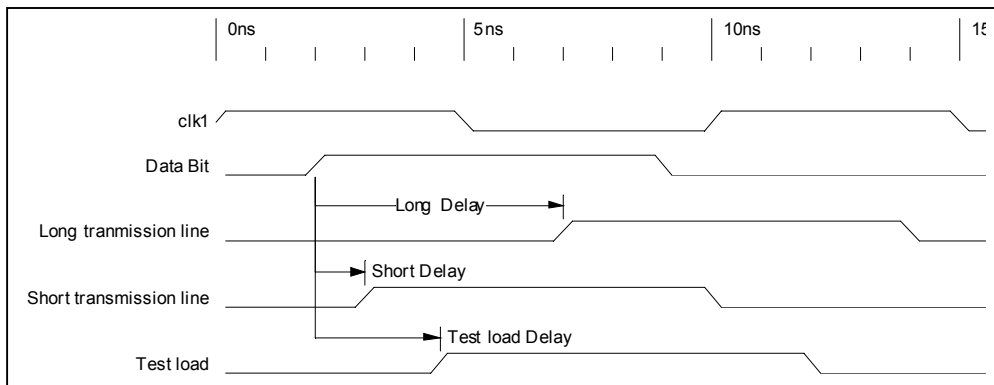 0ns 5ns 10ns 15
clk1
Data Bit
Long Delay
Long tranmission line
Short Delay
Short transmission line
Test load Delay
Test load